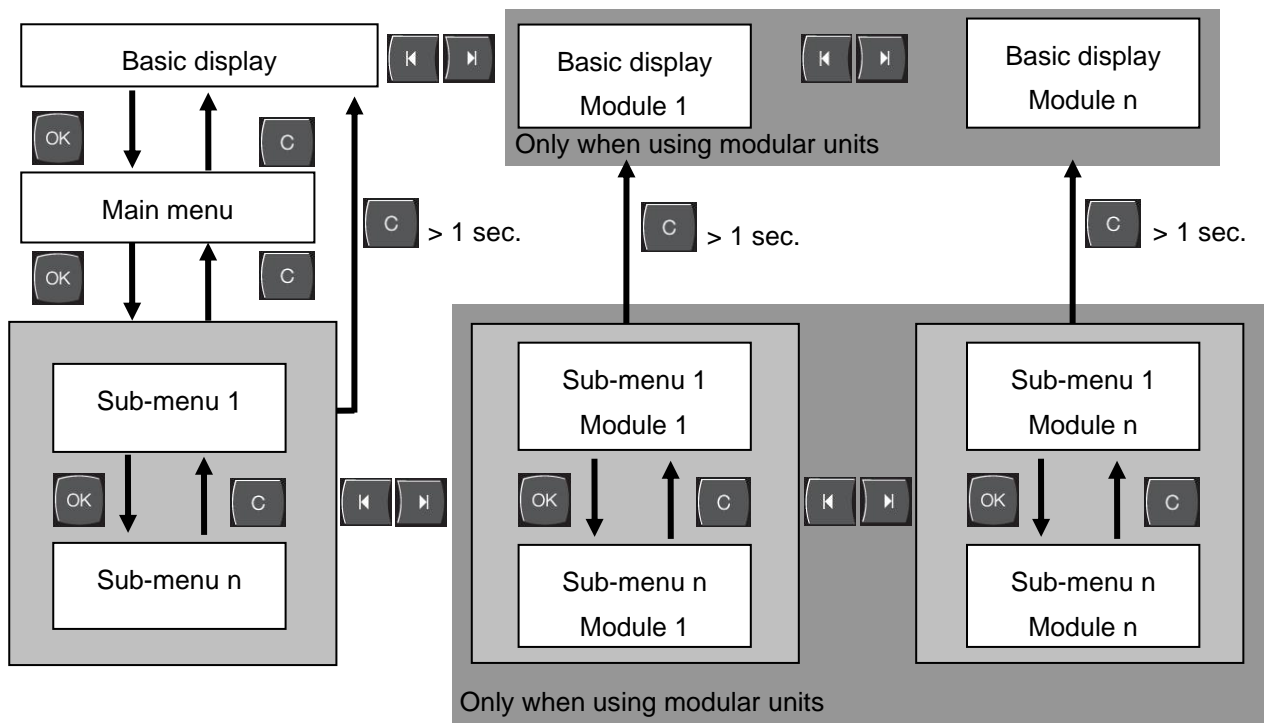 Basic display
Basic display
Module 1
Basic display
Module n
Only when using modular units
OK
C
Main menu
C > 1 sec.
C > 1 sec.
C > 1 sec.
OK
C
Sub-menu 1
Sub-menu 1
Module 1
Sub-menu 1
Module n
OK
C
OK
C
OK
C
Sub-menu n
Sub-menu n
Module 1
Sub-menu n
Module n
Only when using modular units